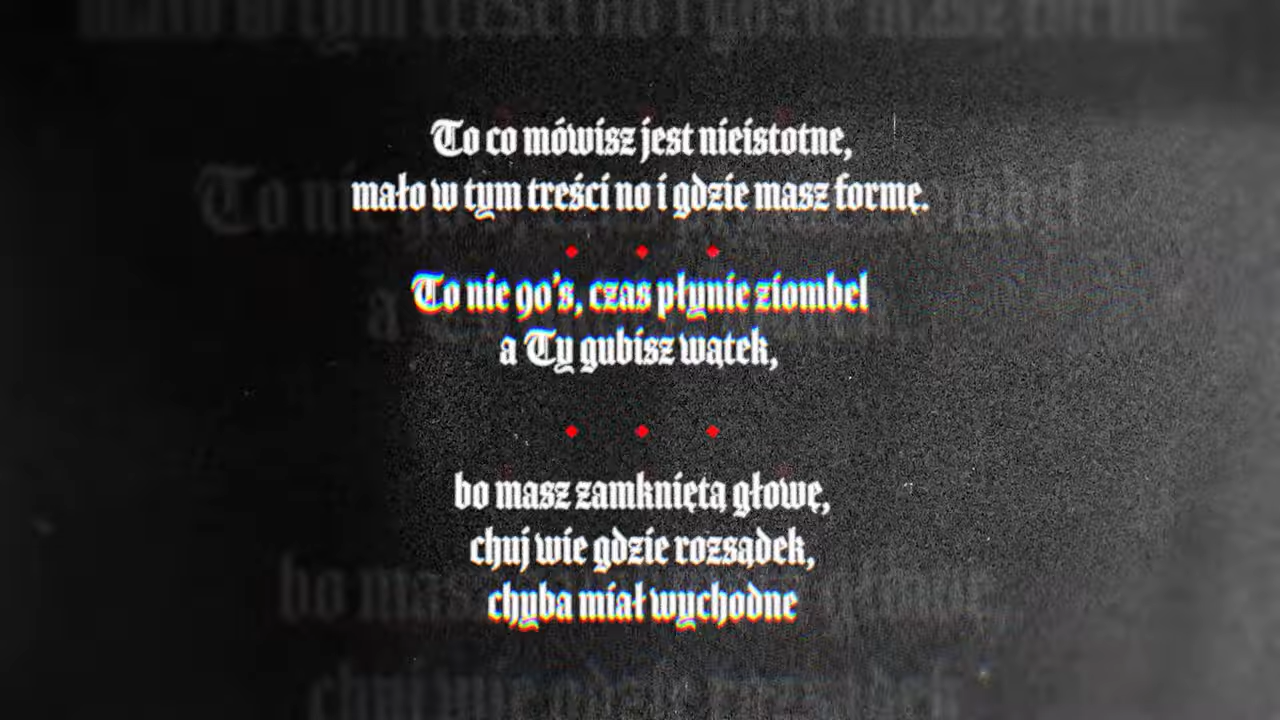 To co mówisz jest nieistotne,
mało w tym treści no i gdzie masz formę.
To nie 90's, czas płynie ziombel
a Ty gubisz wątek,
bo masz zamkniętą głowę,
chuj wie gdzie rozsądek,
chyba miał wychodne